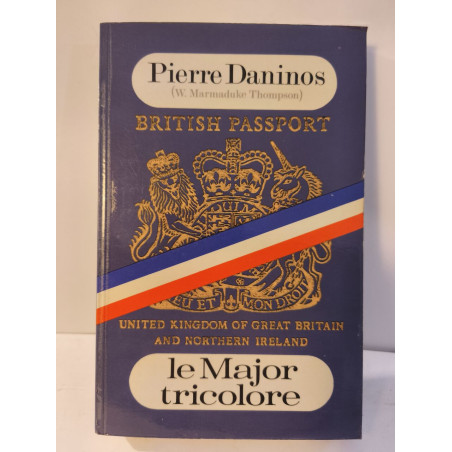 Pierre Daninos
(W. Marmaduke Thompson)
BRITISH PASSPORT
EU ET MON DROIT
UNITED KINGDOM OF GREAT BRITAIN
AND NORTHERN IRELAND
le Major
tricolore